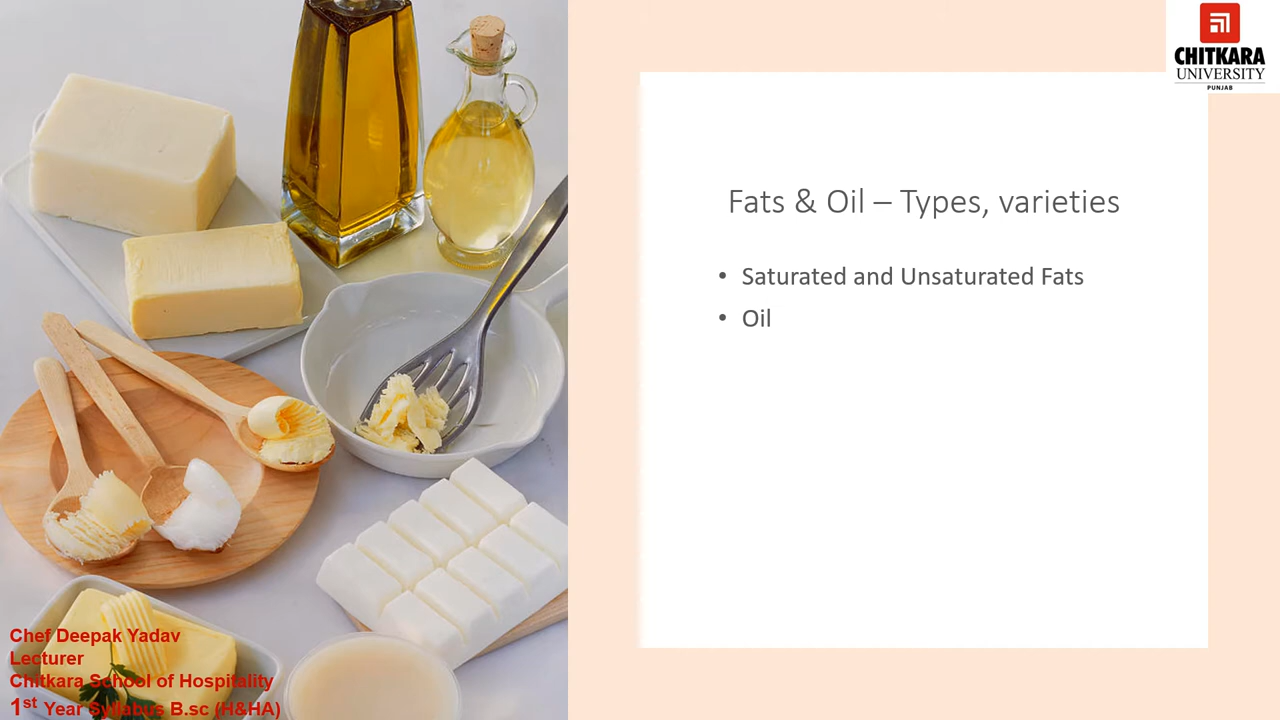 CHITKARA
UNIVERSITY
PUNJAB
Fats & Oil – Types, varieties
• Saturated and Unsaturated Fats
• Oil
Chef Deepak Yadav
Lecturer
Chitkara School of Hospitality
1st Year Syllabus B.sc (H&HA)